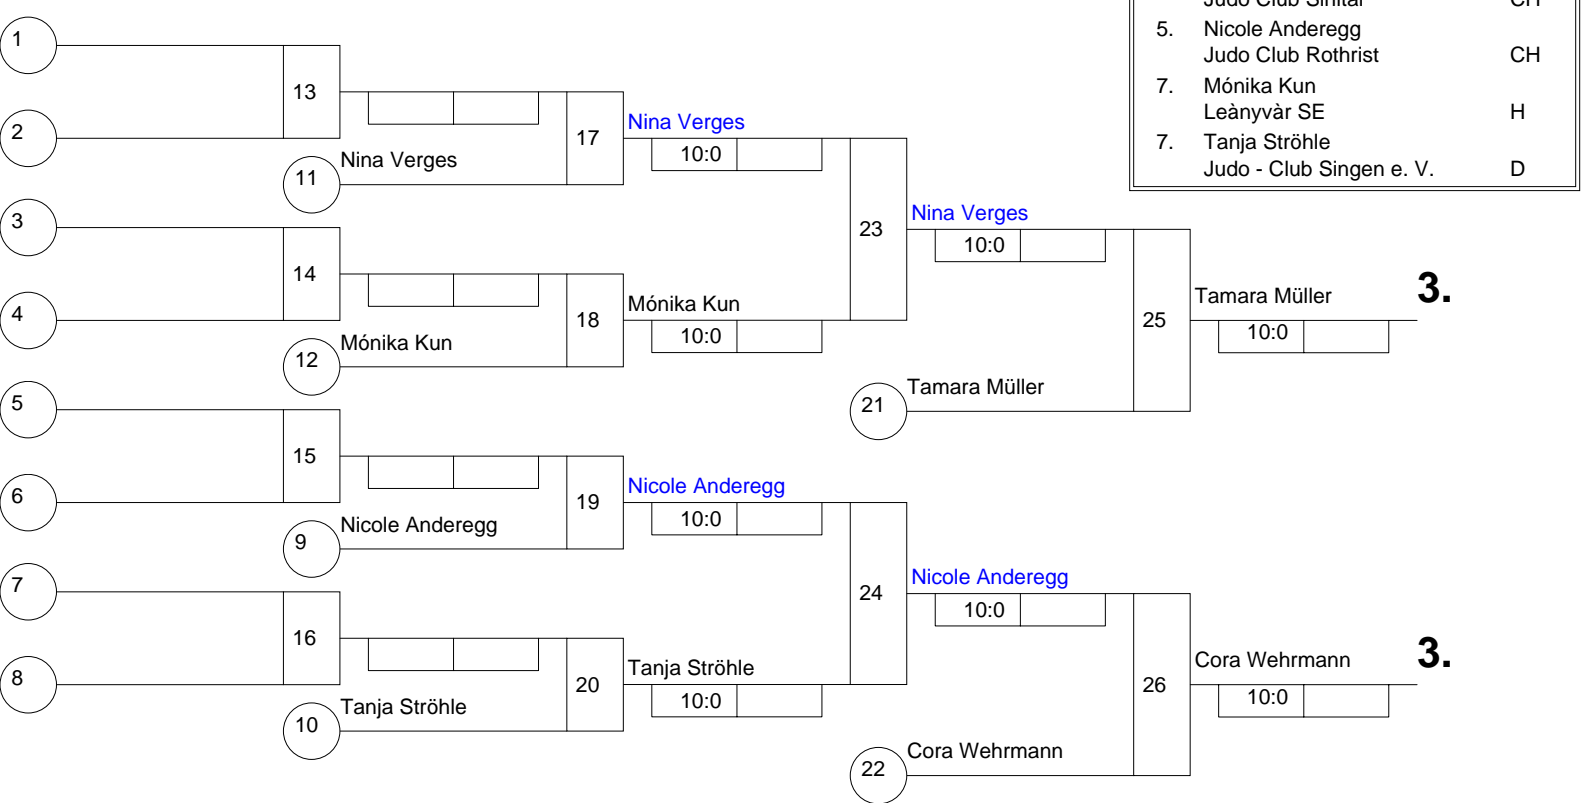 Judo Club Sihltal CH
5. Nicole Anderegg
Judo Club Rothrist CH
7. Mónika Kun
Leànyvàr SE H
7. Tanja Ströhle
Judo - Club Singen e. V. D
1
13
2
17
Nina Verges
10:0
11
Nina Verges
3
14
4
18
Mónika Kun
10:0
12
Mónika Kun
23
Nina Verges
10:0
25
Tamara Müller
3.
10:0
21
Tamara Müller
5
15
6
19
Nicole Anderegg
10:0
9
Nicole Anderegg
7
16
8
20
Tanja Ströhle
10:0
10
Tanja Ströhle
24
Nicole Anderegg
10:0
26
Cora Wehrmann
3.
10:0
22
Cora Wehrmann